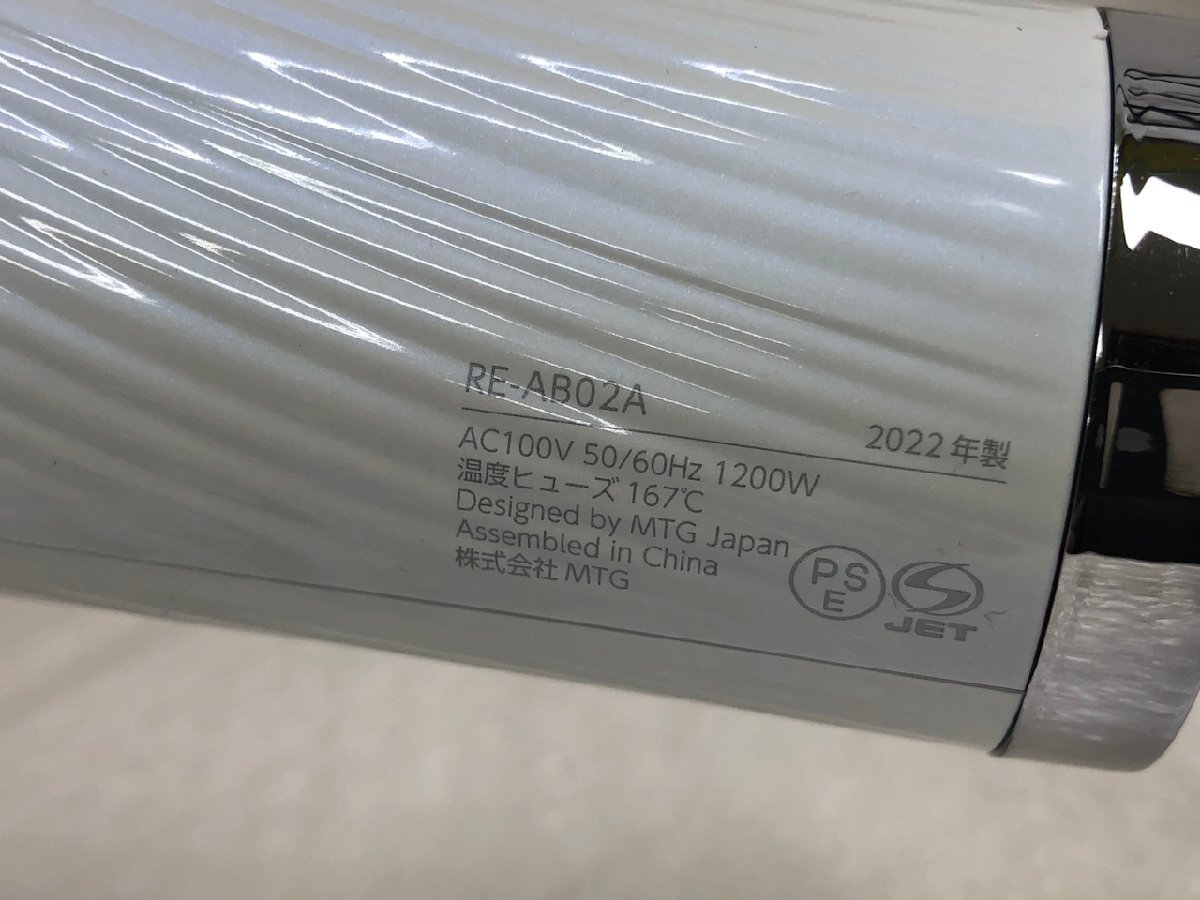 RE-AB02A
2022年製
AC100V 50/60Hz 1200W
温度ヒューズ 167℃
Designed by MTG Japan
Assembled in China
株式会社 MTG
PS
E
JET